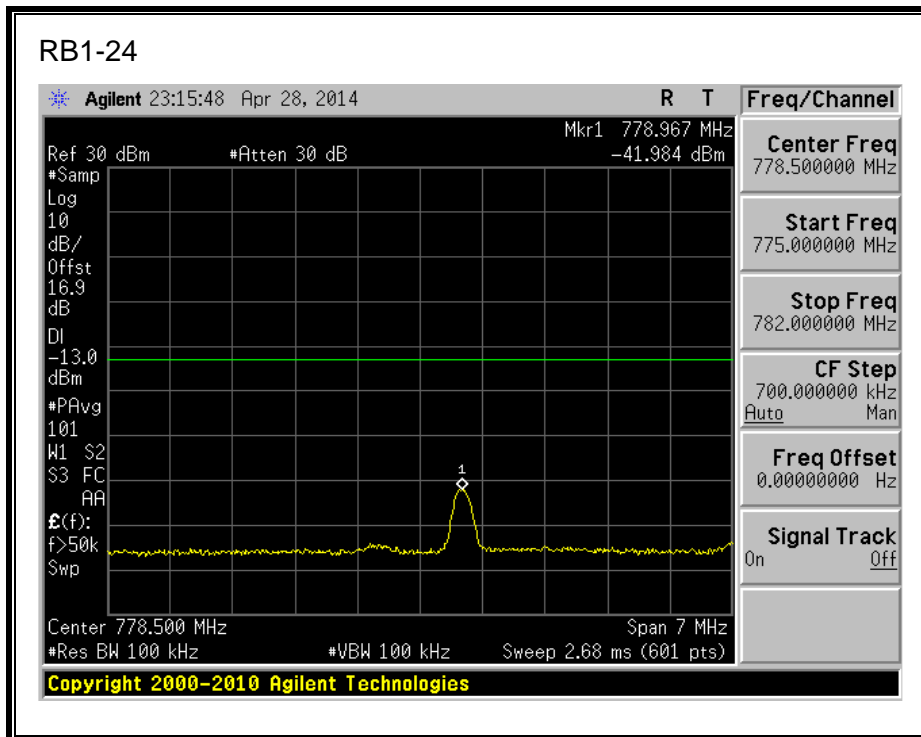 RB1-24
Agilent 23:15:48 Apr 28, 2014 R T
Mkr1 778.967 MHz
Ref 30 dBm #Atten 30 dB -41.984 dBm
#Samp
Log
10
dB/
Offst
16.9
dB
DI
-13.0
dBm
#PAvg
101
W1 S2
S3 FC
AA
£(f):
f>50k
Swp
1
Center 778.500 MHz Span 7 MHz
#Res BW 100 kHz #VBW 100 kHz Sweep 2.68 ms (601 pts)
Copyright 2000-2010 Agilent Technologies
Freq/Channel
Center Freq
778.500000 MHz
Start Freq
775.000000 MHz
Stop Freq
782.000000 MHz
CF Step
700.000000 kHz
Auto Man
Freq Offset
0.00000000 Hz
Signal Track
On Off